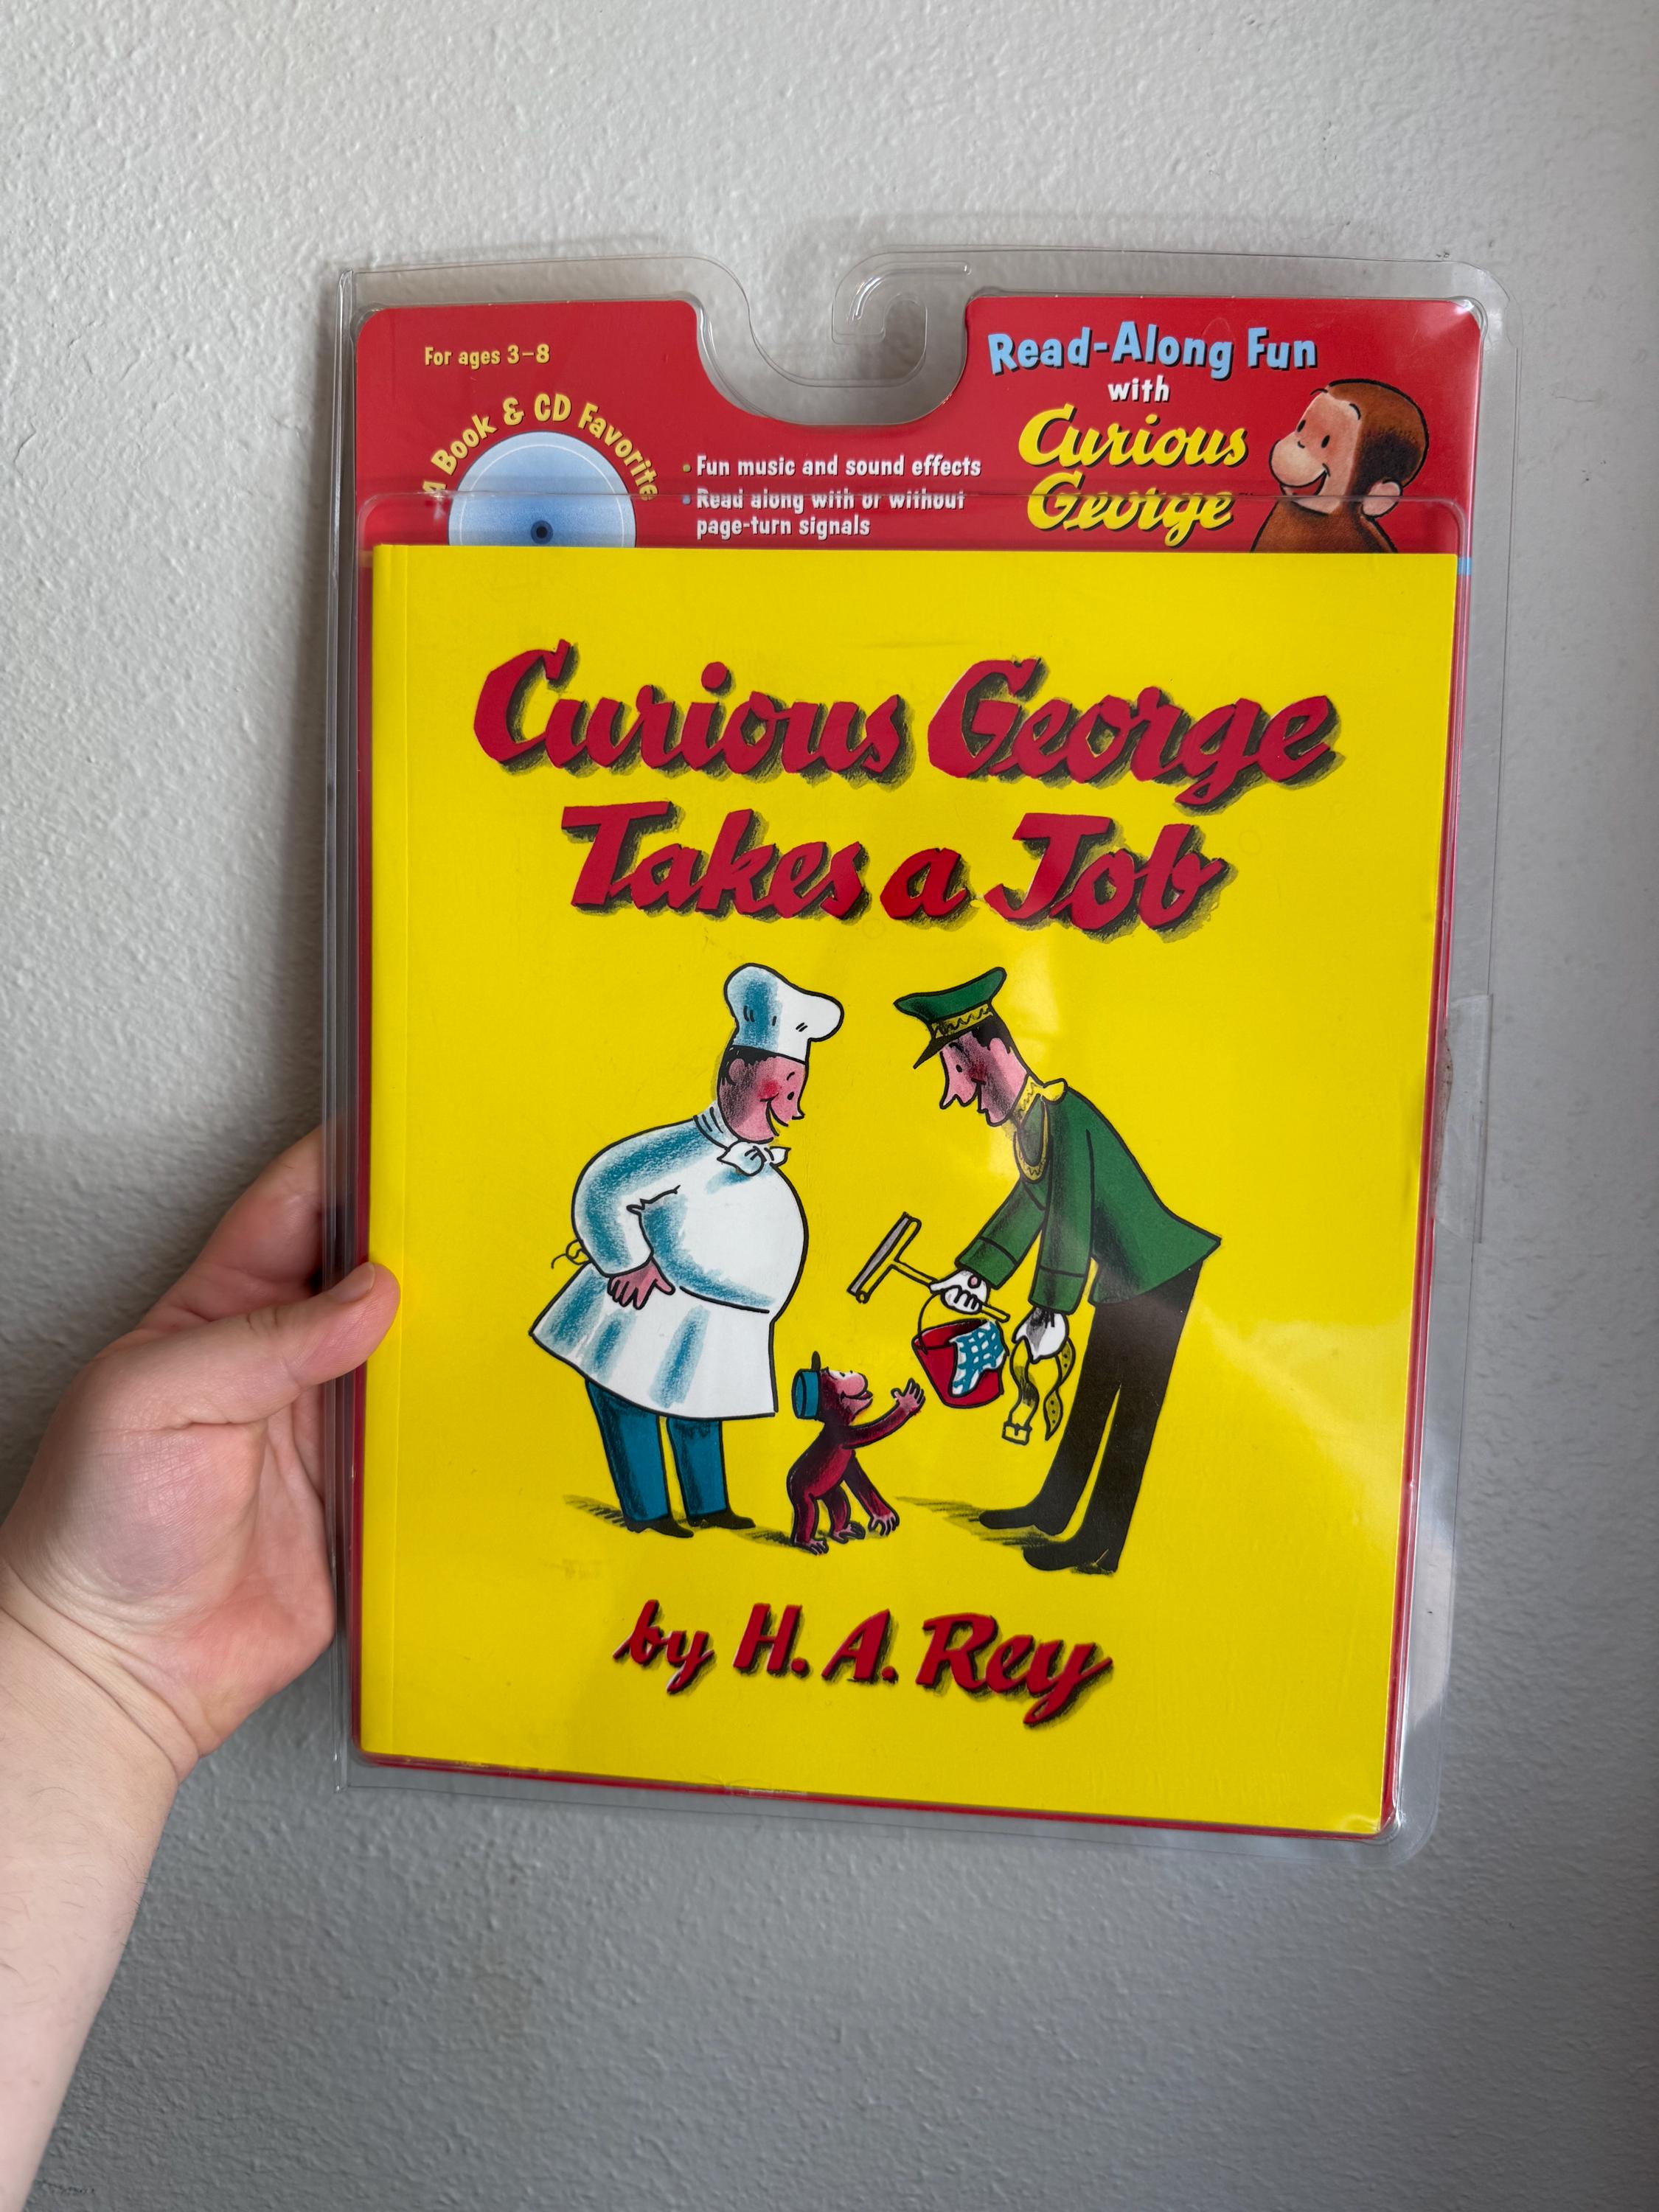 For ages 3–8
A Book & CD Favorite
• Fun music and sound effects
• Read along with or without
page-turn signals
Read-Along Fun
with
Curious
George™
Curious George
Takes a Job
by H. A. Rey